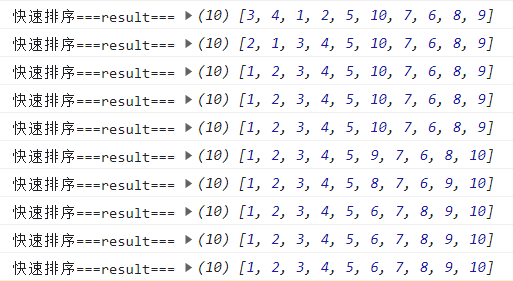 快速排序===result=== ▶(10) [3, 4, 1, 2, 5, 10, 7, 6, 8, 9]
快速排序===result=== ▶(10) [2, 1, 3, 4, 5, 10, 7, 6, 8, 9]
快速排序===result=== ▶(10) [1, 2, 3, 4, 5, 10, 7, 6, 8, 9]
快速排序===result=== ▶(10) [1, 2, 3, 4, 5, 10, 7, 6, 8, 9]
快速排序===result=== ▶(10) [1, 2, 3, 4, 5, 10, 7, 6, 8, 9]
快速排序===result=== ▶(10) [1, 2, 3, 4, 5, 9, 7, 6, 8, 10]
快速排序===result=== ▶(10) [1, 2, 3, 4, 5, 8, 7, 6, 9, 10]
快速排序===result=== ▶(10) [1, 2, 3, 4, 5, 6, 7, 8, 9, 10]
快速排序===result=== ▶(10) [1, 2, 3, 4, 5, 6, 7, 8, 9, 10]
快速排序===result=== ▶(10) [1, 2, 3, 4, 5, 6, 7, 8, 9, 10]